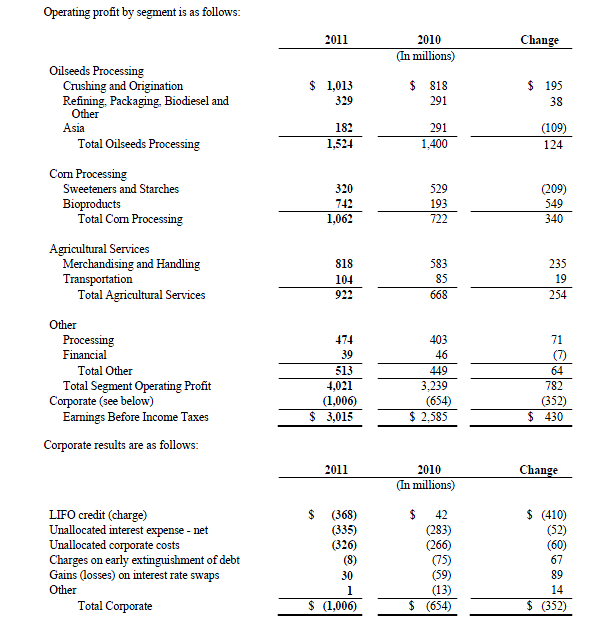 Operating profit by segment is as follows:
2011 2010 Change
(In millions)
Oilseeds Processing
Crushing and Origination $ 1,013 $ 818 $ 195
Refining, Packaging, Biodiesel and 329 291 38
Other
Asia 182 291 (109)
Total Oilseeds Processing 1,524 1,400 124
Corn Processing
Sweeteners and Starches 320 529 (209)
Bioproducts 742 193 549
Total Corn Processing 1,062 722 340
Agricultural Services
Merchandising and Handling 818 583 235
Transportation 104 85 19
Total Agricultural Services 922 668 254
Other
Processing 474 403 71
Financial 39 46 (7)
Total Other 513 449 64
Total Segment Operating Profit 4,021 3,239 782
Corporate (see below) (1,006) (654) (352)
Earnings Before Income Taxes $ 3,015 $ 2,585 $ 430
Corporate results are as follows:
2011 2010 Change
(In millions)
LIFO credit (charge) $ (368) $ 42 $ (410)
Unallocated interest expense - net (335) (283) (52)
Unallocated corporate costs (326) (266) (60)
Charges on early extinguishment of debt (8) (75) 67
Gains (losses) on interest rate swaps 30 (59) 89
Other 1 (13) 14
Total Corporate $ (1,006) $ (654) $ (352)